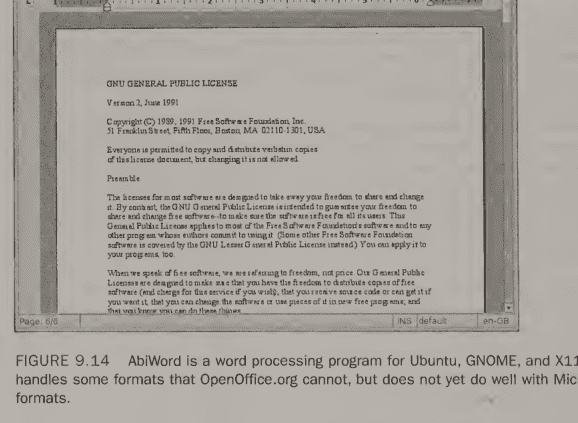 GNU GENERAL PUBLIC LICENSE
Version 2, June 1991
Copyright (C) 1989, 1991 Free Software Foundation, Inc.
51 Franklin Street, Fifth Floor, Boston, MA 02110-1301, USA
Everyone is permitted to copy and distribute verbatim copies
of this license document, but changing it is not allowed.
Preamble
The licenses for most software are designed to take away your freedom to share and change
it. By contrast, the GNU General Public License is intended to guarantee your freedom to
share and change free software--to make sure the software is free for all its users. This
General Public License applies to most of the Free Software Foundation's software and to any
other program whose authors commit to using it. (Some other Free Software Foundation
software is covered by the GNU Lesser General Public License instead.) You can apply it to
your programs, too.
When we speak of free software, we are referring to freedom, not price. Our General Public
Licenses are designed to make sure that you have the freedom to distribute copies of free
software (and charge for this service if you wish), that you receive source code or can get it if
you want it, that you can change the software or use pieces of it in new free programs; and
that you know you can do these things.
Page: 6/6 INS default en-GB
FIGURE 9.14 AbiWord is a word processing program for Ubuntu, GNOME, and X11
handles some formats that OpenOffice.org cannot, but does not yet do well with Mic
formats.